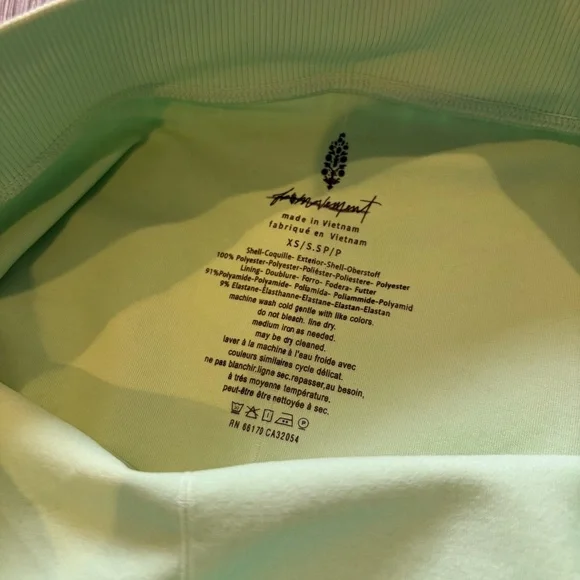 fp movement
made in Vietnam
fabriqué en Vietnam
XS/S.SP/P
Shell-Coquille- Exterior-Shell-Oberstoff
100% Polyester-Polyester-Poliéster-Poliestere- Polyester
Lining- Doublure- Forro- Fodera- Futter
91%Polyamide-Polyamide- Poliamida- Poliammide-Polyamid
9% Elastane-Élasthanne-Elastane-Elastan-Elastan
machine wash cold gentle with like colors.
do not bleach. line dry.
medium iron as needed.
may be dry cleaned.
laver à la machine à l'eau froide avec
couleurs similaires cycle délicat.
ne pas blanchir.ligne sec.repasser,au besoin,
à très moyenne température.
peut-être être nettoyée à sec.
RN 66170 CA32054